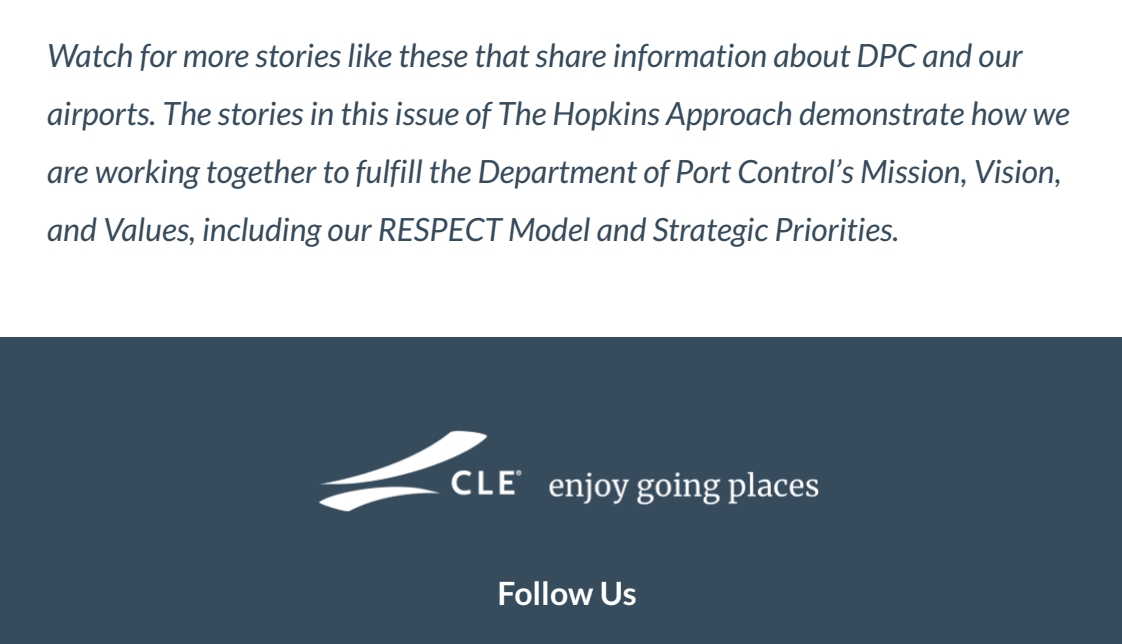 Watch for more stories like these that share information about DPC and our
airports. The stories in this issue of The Hopkins Approach demonstrate how we
are working together to fulfill the Department of Port Control’s Mission, Vision,
and Values, including our RESPECT Model and Strategic Priorities.
CLE® enjoy going places
Follow Us